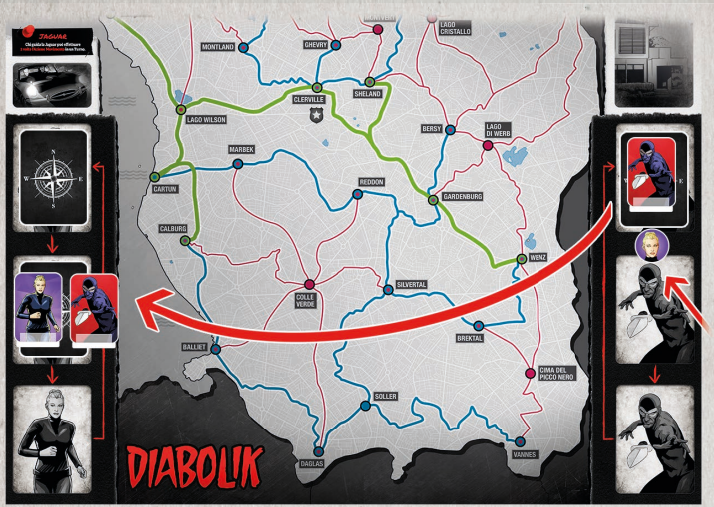 JAGUAR
Chi guida la Jaguar può effettuare
MONTVERT
LAGO
CRISTALLO
MONTLAND
GHEVRY
CLERVILLE
SHELAND
LAGO WILSON
BERSY
LAGO
DI WERB
MARBEK
CARTUN
REDDON
GARDENBURG
CALBURG
WENZ
COLLE
VERDE
SILVERTAL
BREKTAL
BALLIET
CIMA DEL
PICCO NERO
SOLLER
DAGLAS
VANNES
DIABOLIK
N
W
E
S
W
E